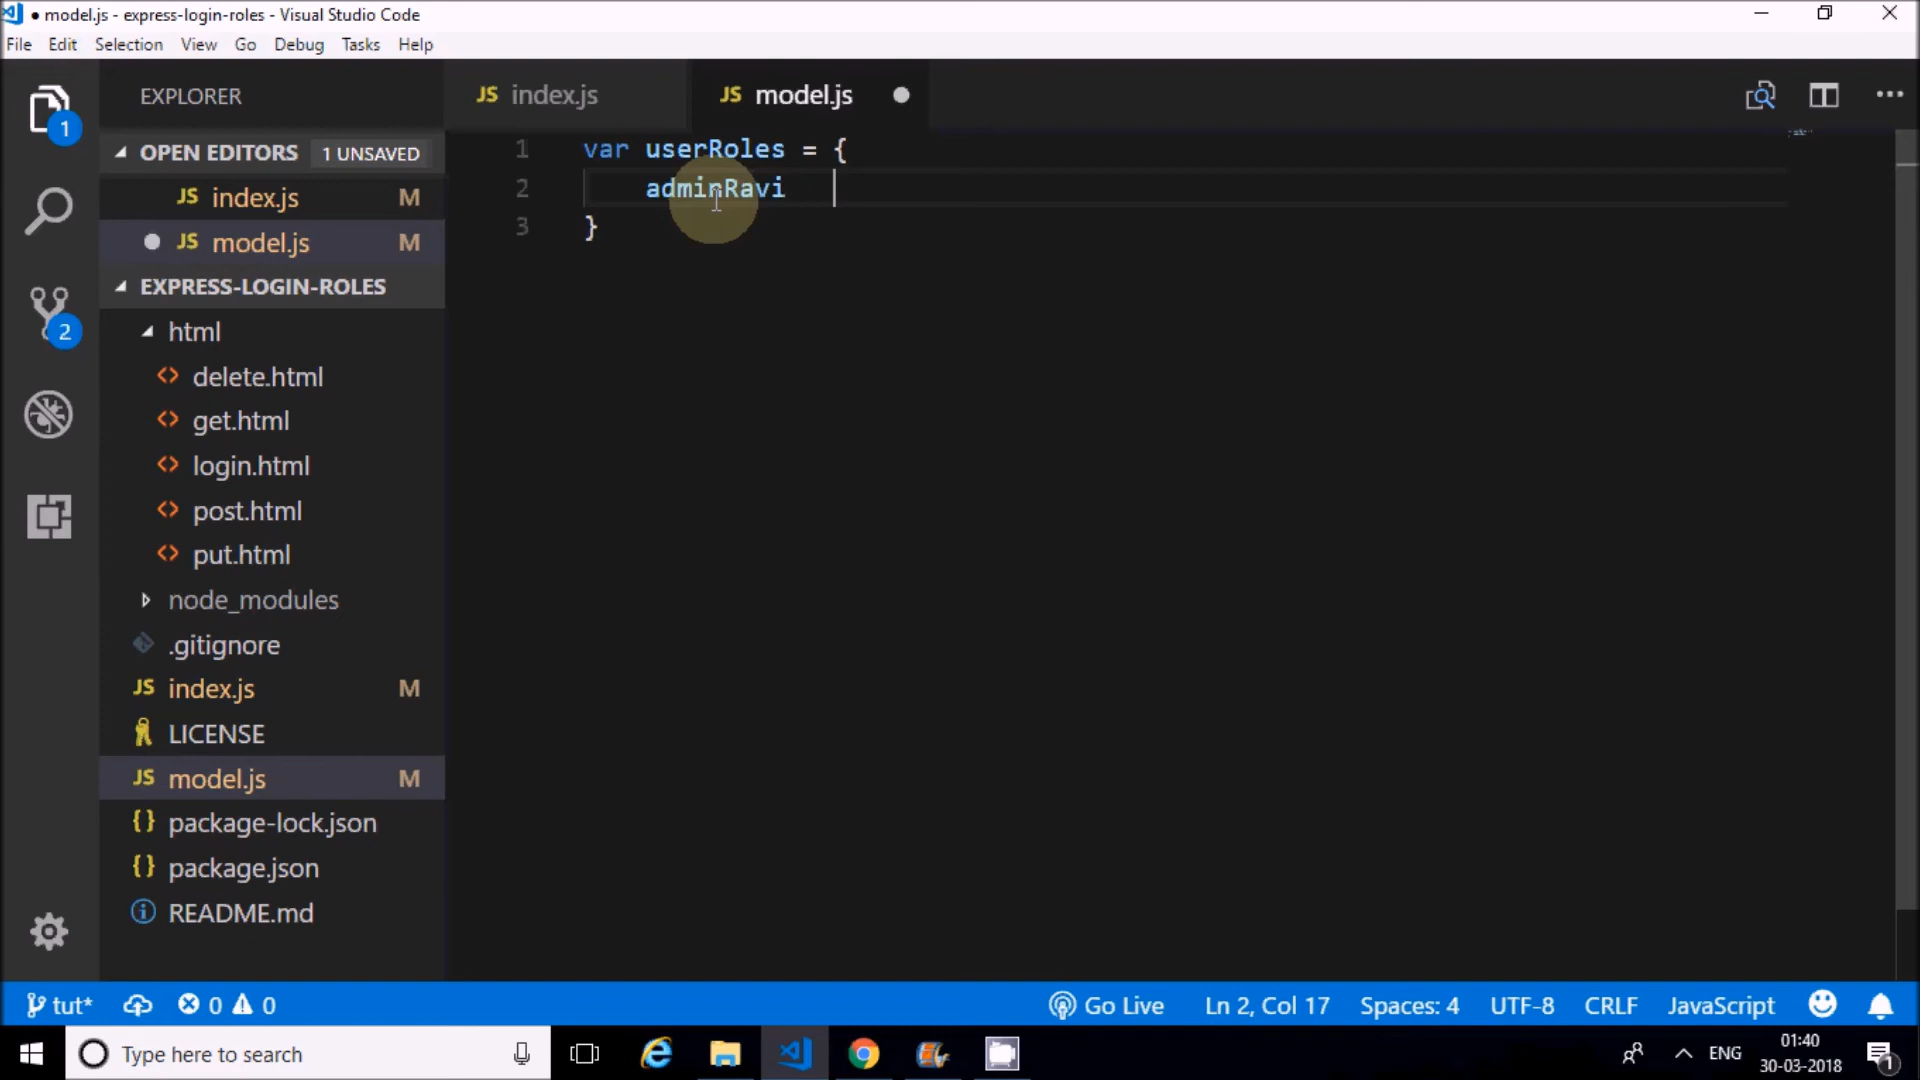 ● model.js - express-login-roles - Visual Studio Code
File Edit Selection View Go Debug Tasks Help
EXPLORER
JS index.js
JS model.js
OPEN EDITORS 1 UNSAVED
JS index.js M
JS model.js M
EXPRESS-LOGIN-ROLES
html
<> delete.html
<> get.html
<> login.html
<> post.html
<> put.html
node_modules
.gitignore
JS index.js M
LICENSE
JS model.js M
{} package-lock.json
{} package.json
README.md
1
2
1 var userRoles = {
2 adminRavi
3 }
tut* 0 0 Go Live Ln 2, Col 17 Spaces: 4 UTF-8 CRLF JavaScript
Type here to search
ENG
01:40
30-03-2018
1